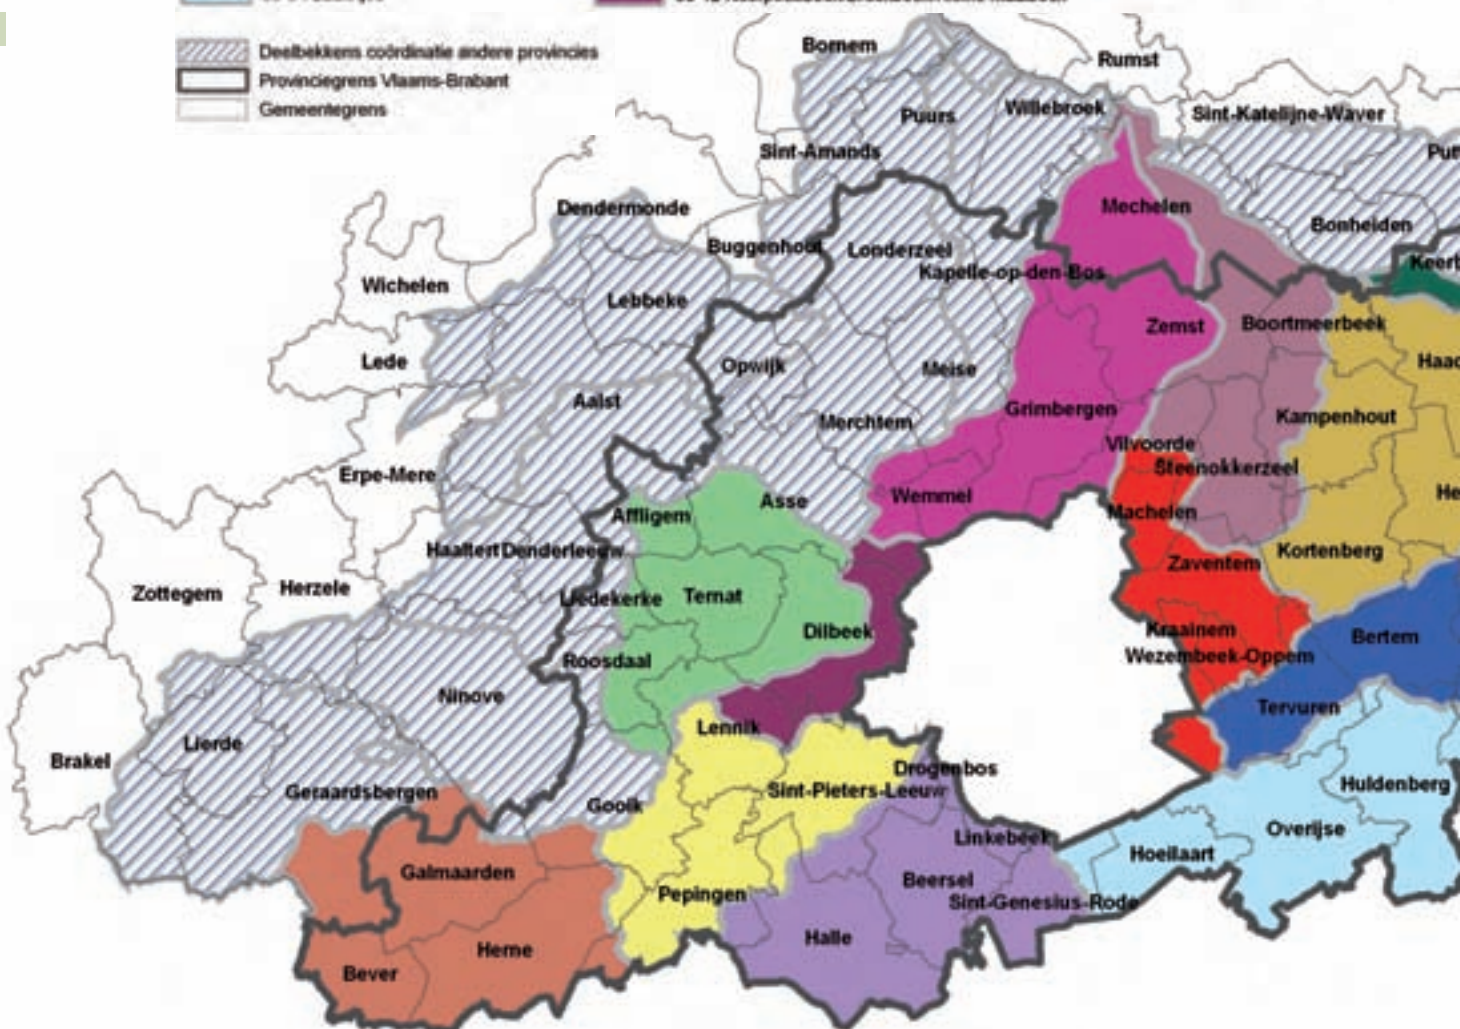 Deelbekkens coördinatie andere provincies
Provinciegrens Vlaams-Brabant
Gemeentegrens
Bornem
Rumst
Puurs
Willebroek
Sint-Katelijne-Waver
Sint-Amands
Dendermonde
Mechelen
Bonheiden
Buggenhout
Londerzeel
Kapelle-op-den-Bos
Wichelen
Lebbeke
Zemst
Boortmeerbeek
Lede
Opwijk
Meise
Aalst
Merchtem
Grimbergen
Kampenhout
Vilvoorde
Steenokkerzeel
Erpe-Mere
Wemmel
Asse
Affligem
Machelen
Haaltert
Denderleeuw
Kortenberg
Zaventem
Zottegem
Herzele
Liedekerke
Ternat
Dilbeek
Kraainem
Bertem
Wezembeek-Oppem
Roosdaal
Ninove
Lennik
Tervuren
Lierde
Brakel
Drogenbos
Geraardsbergen
Sint-Pieters-Leeuw
Huldenberg
Gooik
Linkebeek
Overijse
Hoeilaart
Galmaarden
Beersel
Pepingen
Sint-Genesius-Rode
Halle
Herne
Bever